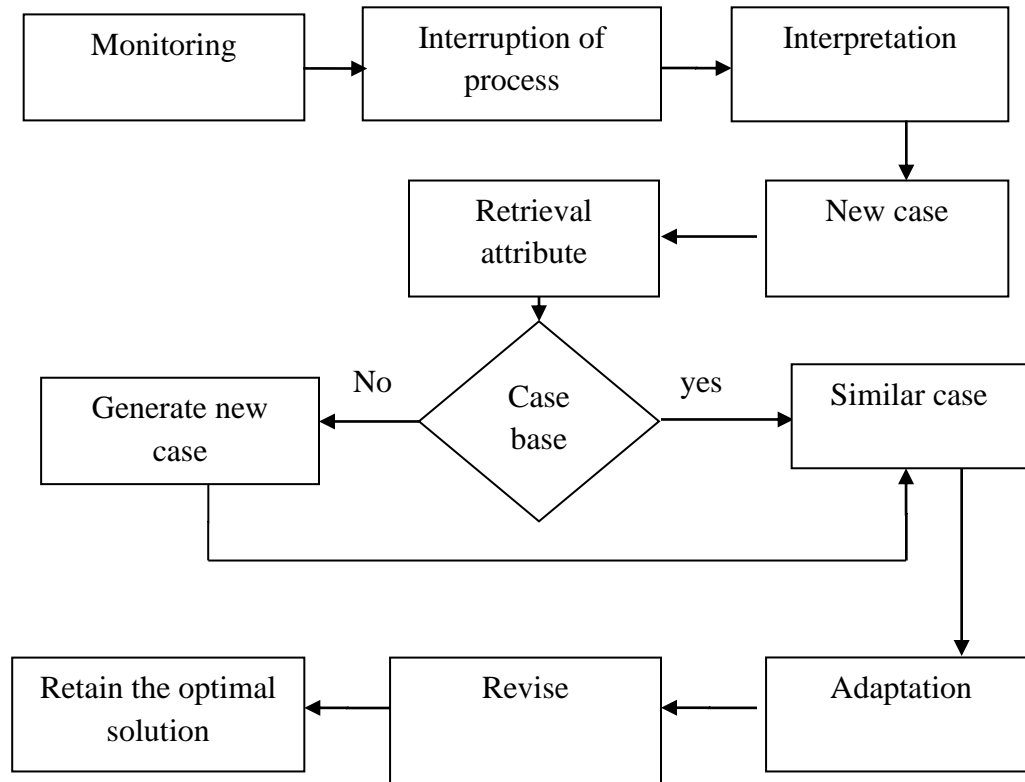 Monitoring
Interruption of
process
Interpretation
New case
Retrieval
attribute
Case
base
No
yes
Generate new
case
Similar case
Adaptation
Revise
Retain the optimal
solution